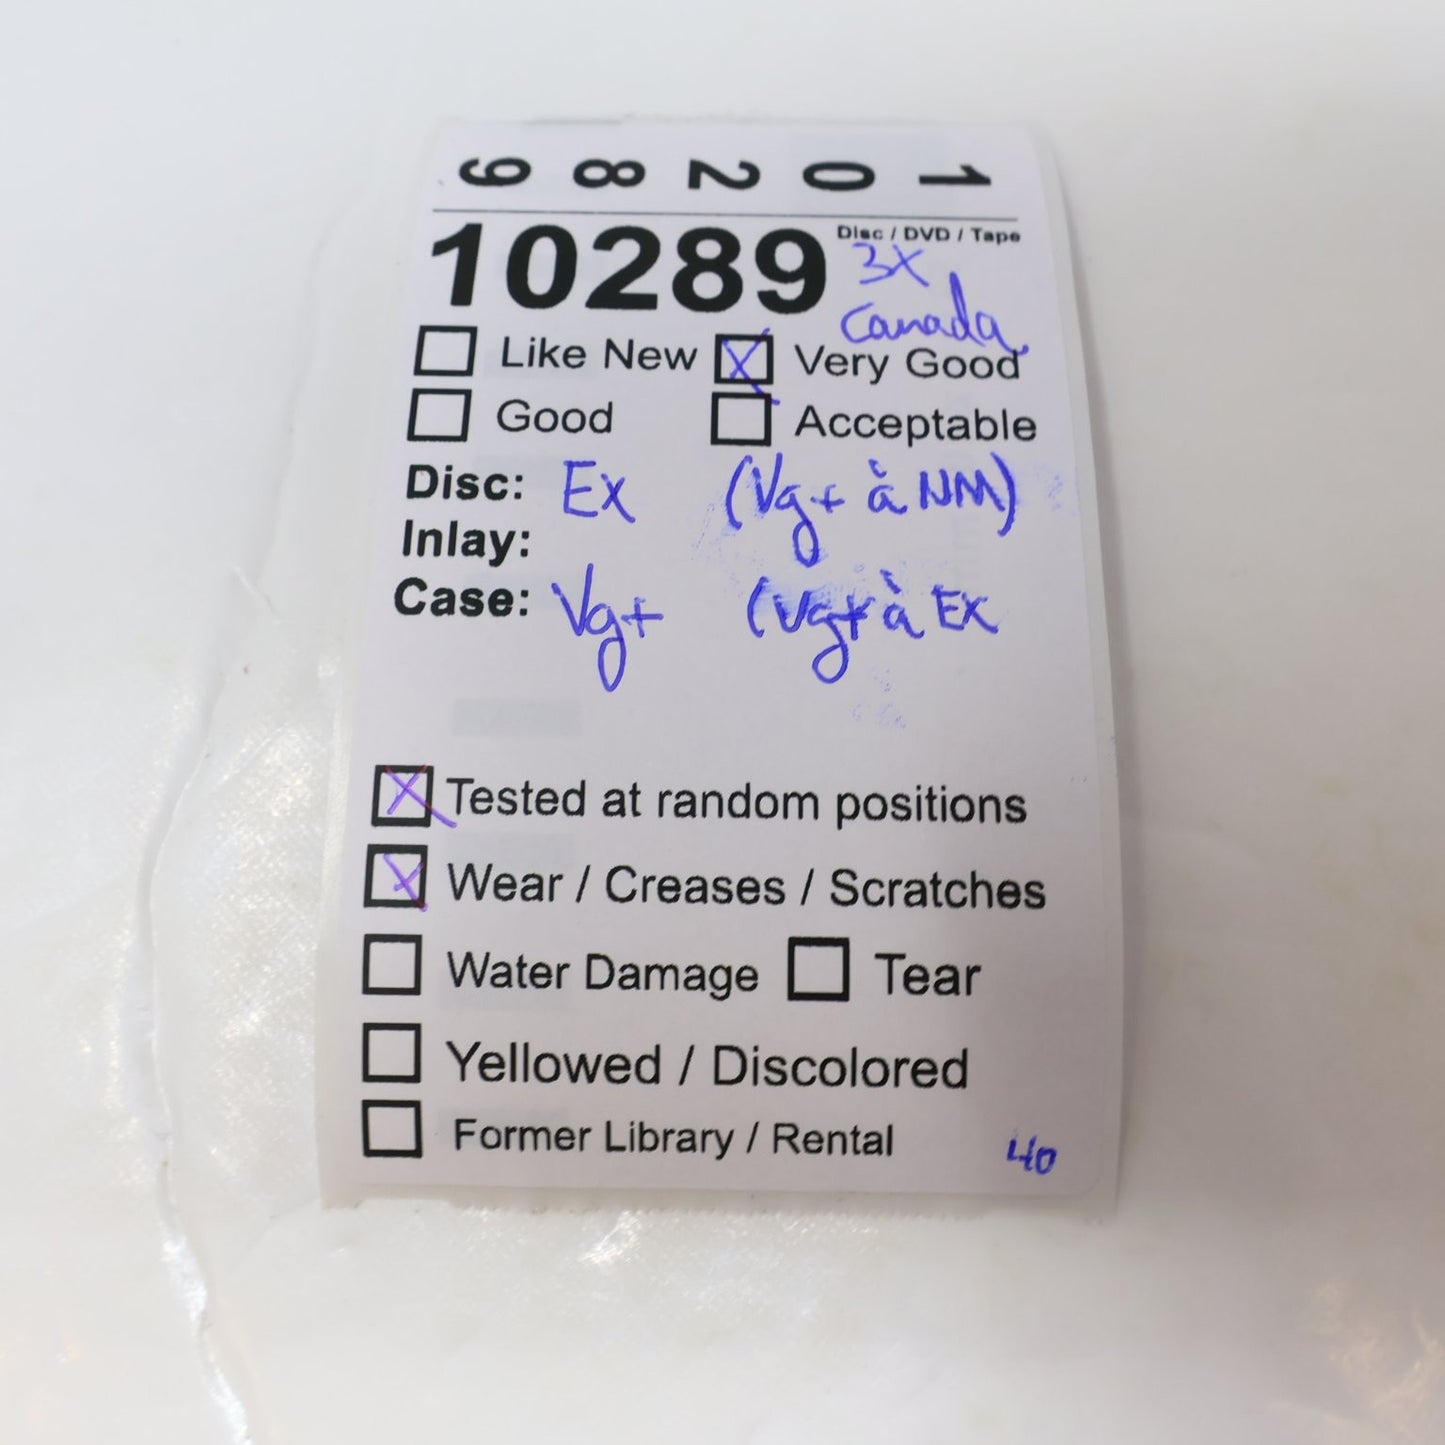 10289
10289 Disc / DVD / Tape
3X
Canada
Like New Very Good
Good Acceptable
Disc: Ex (Vg+ à NM)
Inlay:
Case: Vg+ (Vg+ à EX
Tested at random positions
Wear / Creases / Scratches
Water Damage Tear
Yellowed / Discolored
Former Library / Rental
40